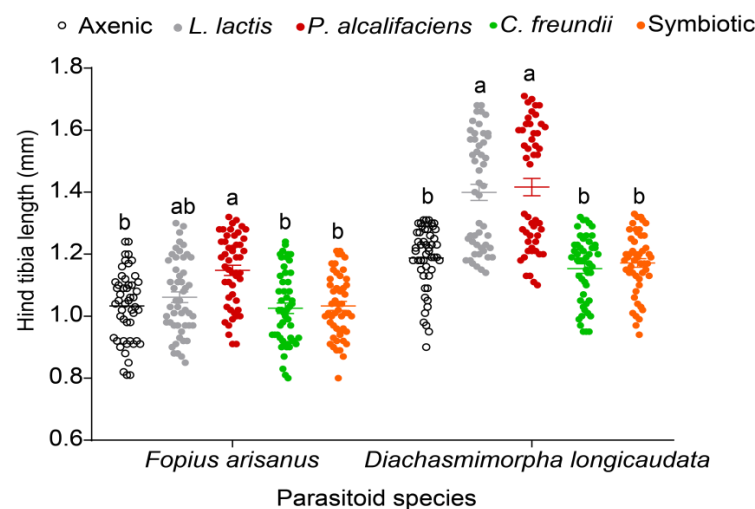 Axenic L. lactis P. alcalifaciens C. freundii Symbiotic
1.8
a a
1.6
Hind tibia length (mm)
1.4
a
ab b
b b b
b b
1.2
1.0
0.8
0.6
Fopius arisanus Diachasmimorpha longicaudata
Parasitoid species